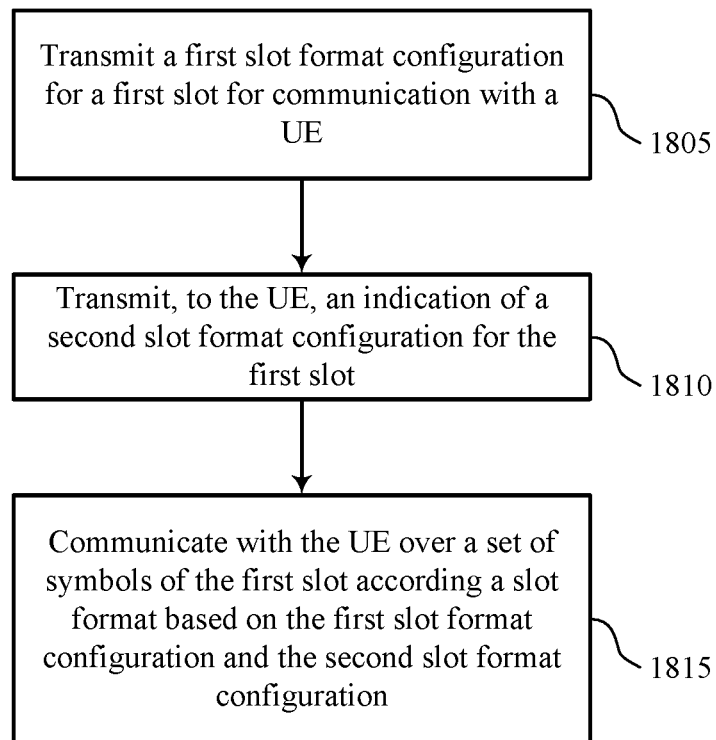 Transmit a first slot format configuration
for a first slot for communication with a
UE
1805
Transmit, to the UE, an indication of a
second slot format configuration for the
first slot
1810
Communicate with the UE over a set of
symbols of the first slot according a slot
format based on the first slot format
configuration and the second slot format
configuration
1815